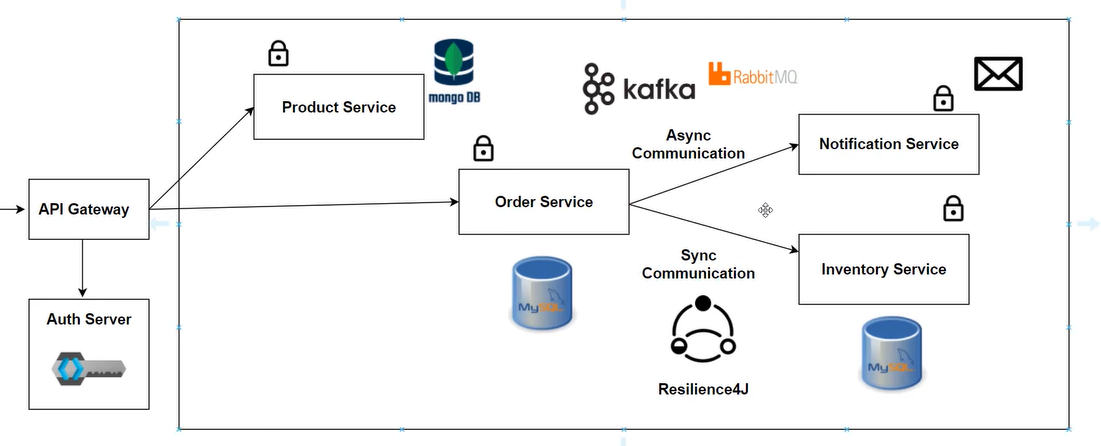 Product Service
mongo DB
kafka
RabbitMQ
Async
Communication
Notification Service
API Gateway
Order Service
Sync
Communication
Inventory Service
MySQL
Auth Server
MySQL
Resilience4J